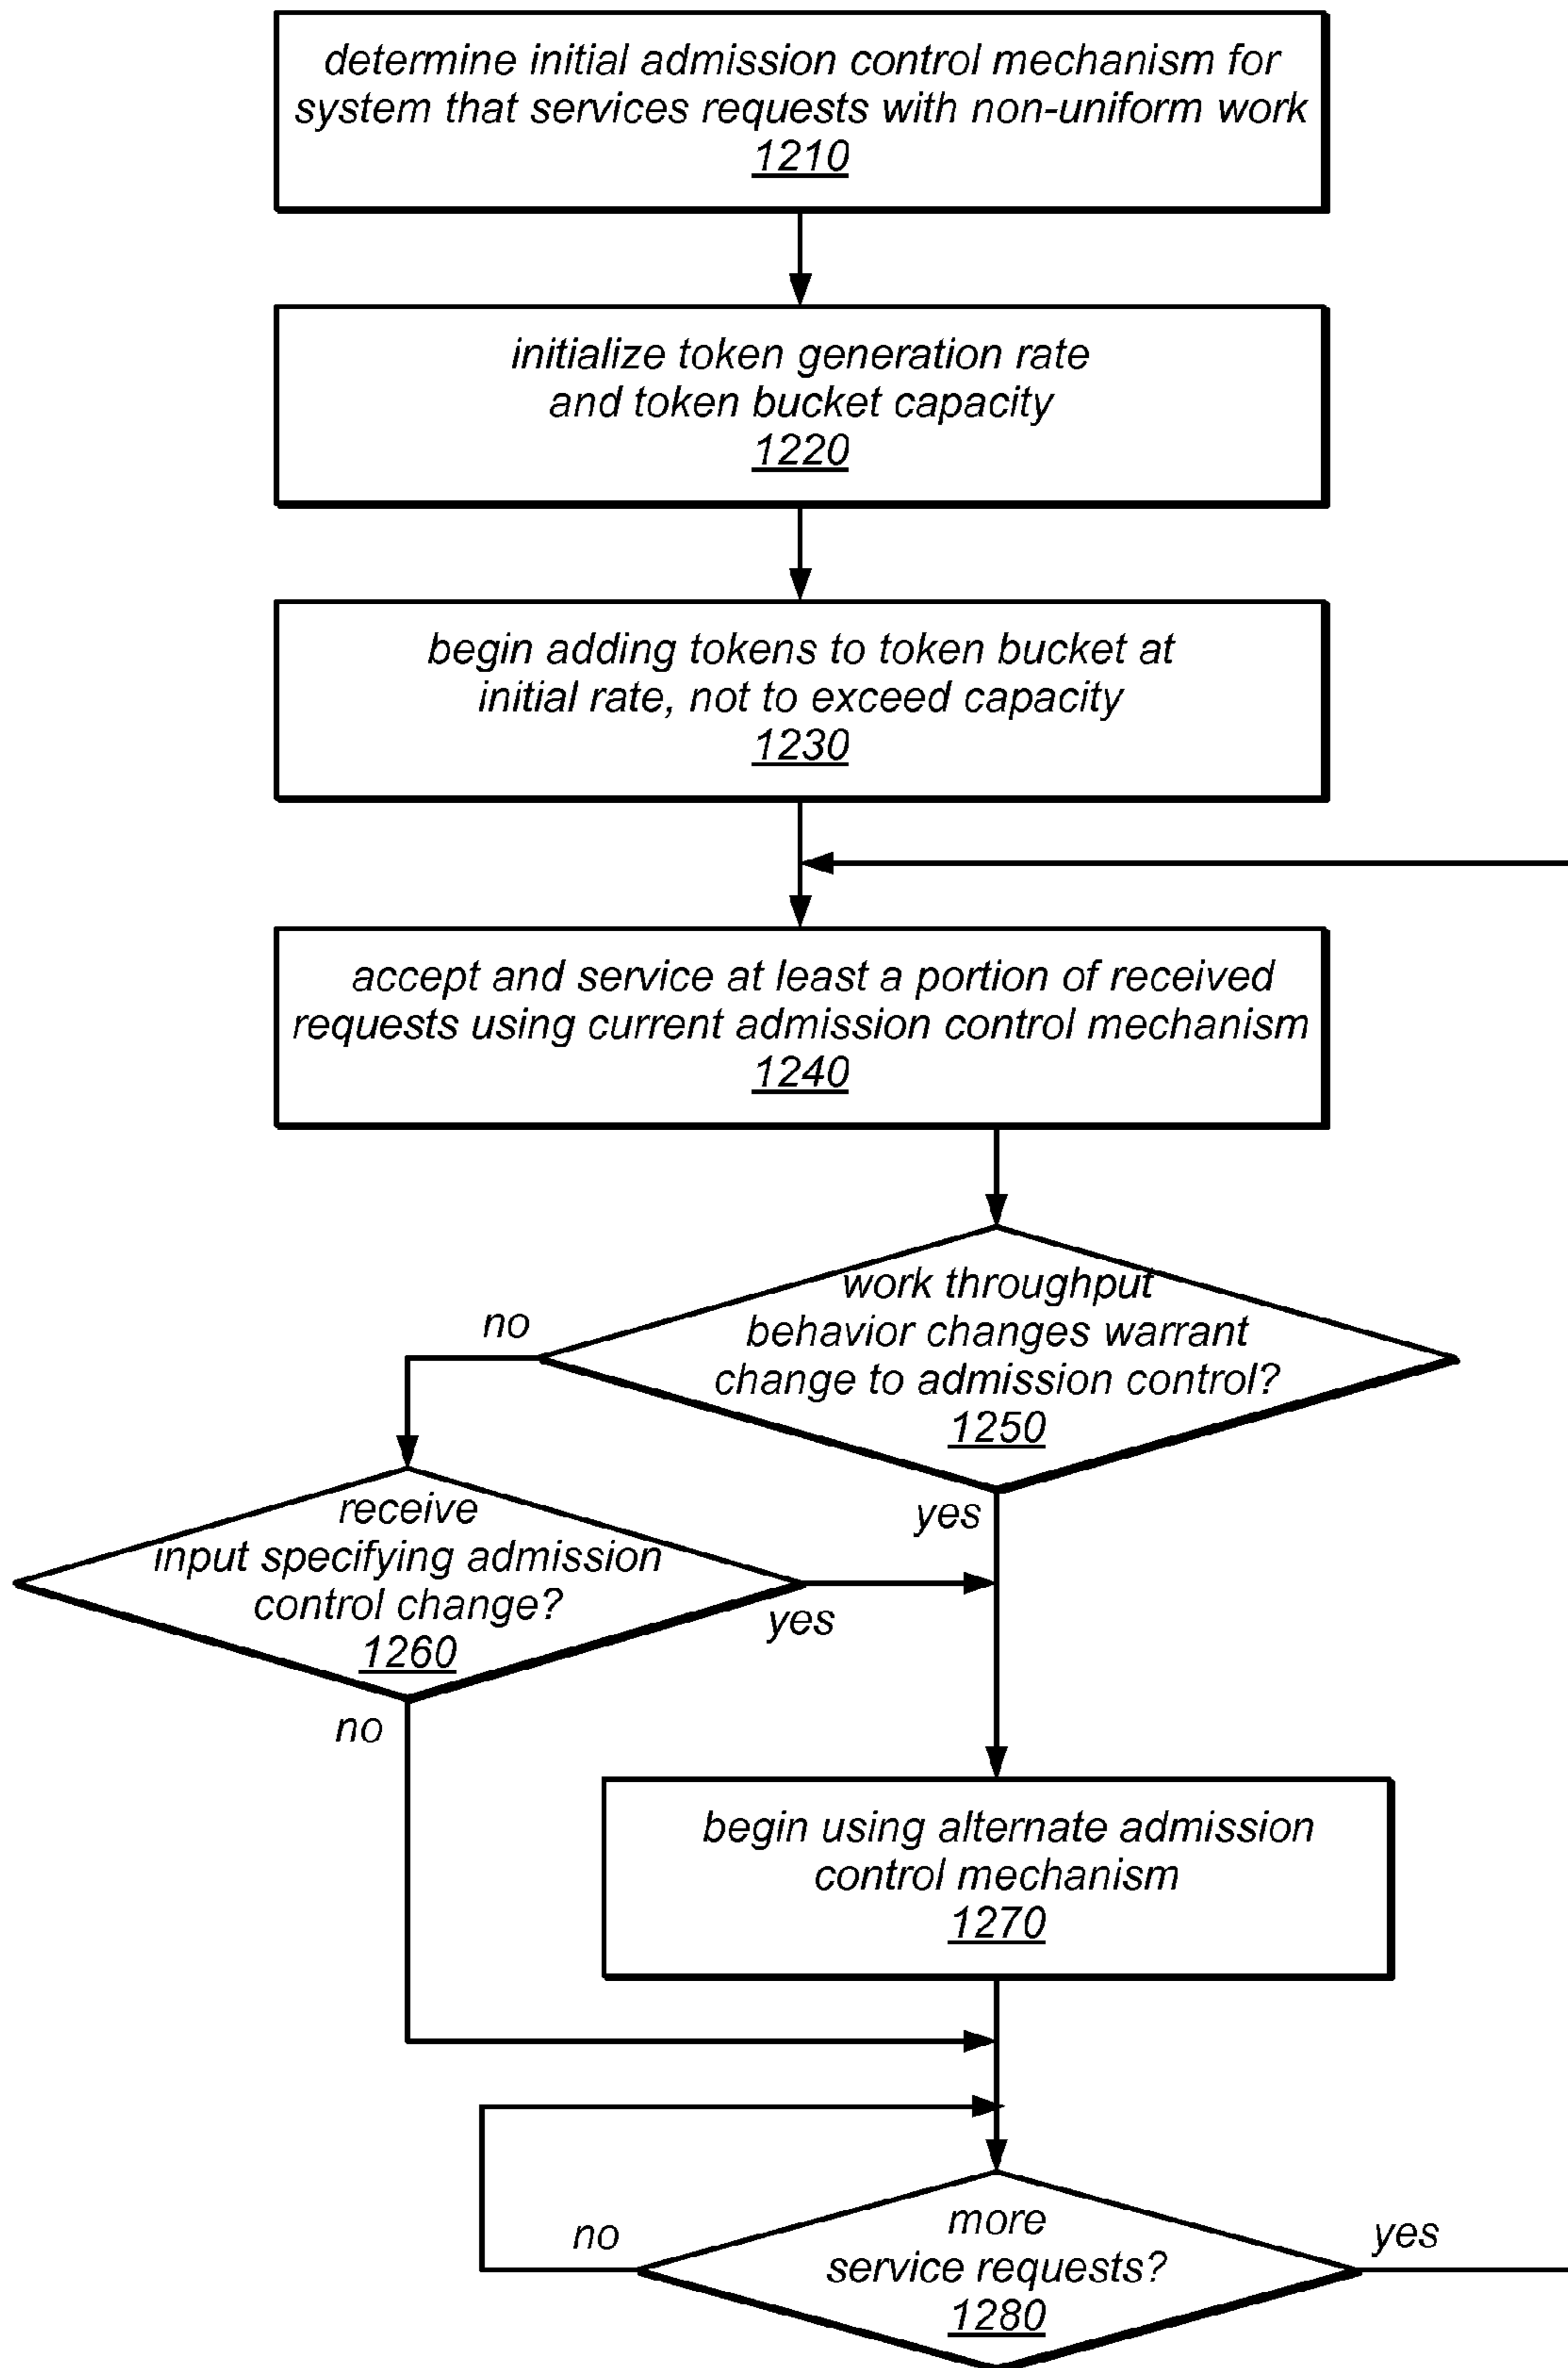 determine initial admission control mechanism for
system that services requests with non-uniform work
1210
initialize token generation rate
and token bucket capacity
1220
begin adding tokens to token bucket at
initial rate, not to exceed capacity
1230
accept and service at least a portion of received
requests using current admission control mechanism
1240
work throughput
behavior changes warrant
change to admission control?
1250
no
yes
receive
input specifying admission
control change?
1260
yes
no
begin using alternate admission
control mechanism
1270
more
service requests?
1280
no
yes